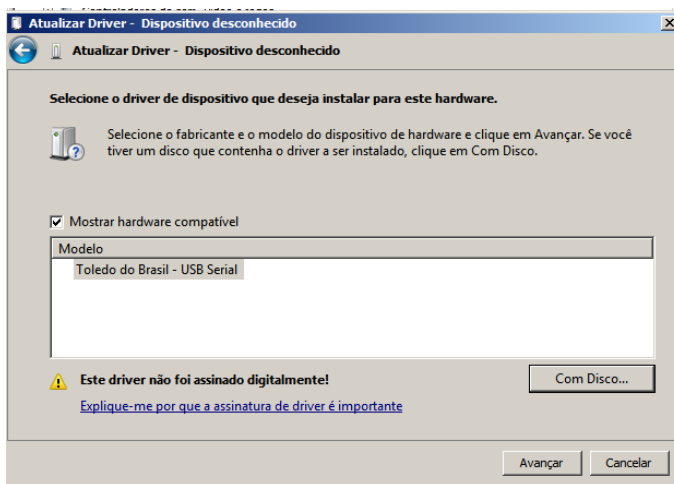 Atualizar Driver - Dispositivo desconhecido
Atualizar Driver - Dispositivo desconhecido
Selecione o driver de dispositivo que deseja instalar para este hardware.
Selecione o fabricante e o modelo do dispositivo de hardware e clique em Avançar. Se você
tiver um disco que contenha o driver a ser instalado, clique em Com Disco.
Mostrar hardware compatível
Modelo
Toledo do Brasil - USB Serial
Este driver não foi assinado digitalmente!
Com Disco...
Explique-me por que a assinatura de driver é importante
Avançar
Cancelar